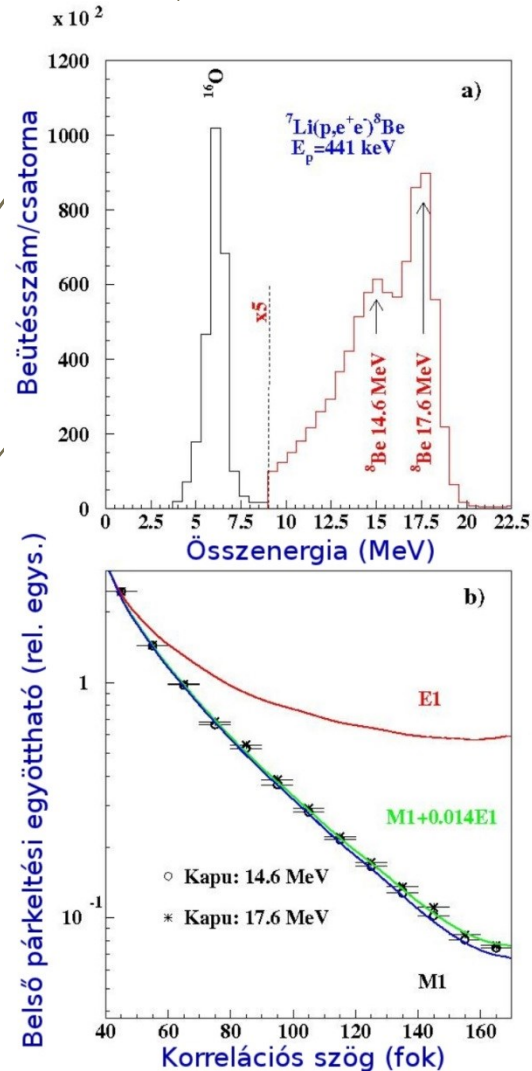 x 10²
1200
1000
800
600
400
200
0
Beütésszám/csatorna
¹⁶O
a)
⁷Li(p,e⁺e⁻)⁸Be
Eₚ=441 keV
x5
⁸Be 14.6 MeV
⁸Be 17.6 MeV
0 2.5 5 7.5 10 12.5 15 17.5 20 22.5
Összenergia (MeV)
Belső párkeltési együttható (rel. egys.)
b)
1
10⁻¹
E1
M1+0.014E1
Kapu: 14.6 MeV
Kapu: 17.6 MeV
M1
40 60 80 100 120 140 160
Korrelációs szög (fok)